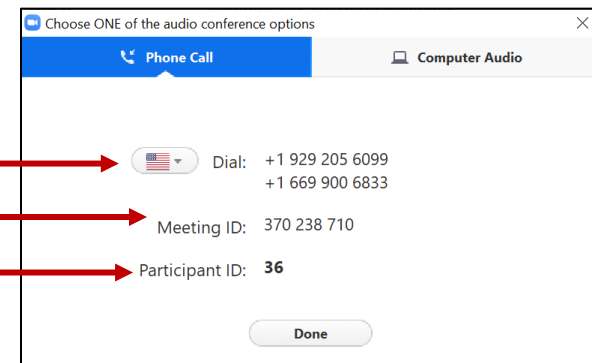 Choose ONE of the audio conference options
Phone Call
Computer Audio
Dial: +1 929 205 6099
+1 669 900 6833
Meeting ID: 370 238 710
Participant ID: 36
Done